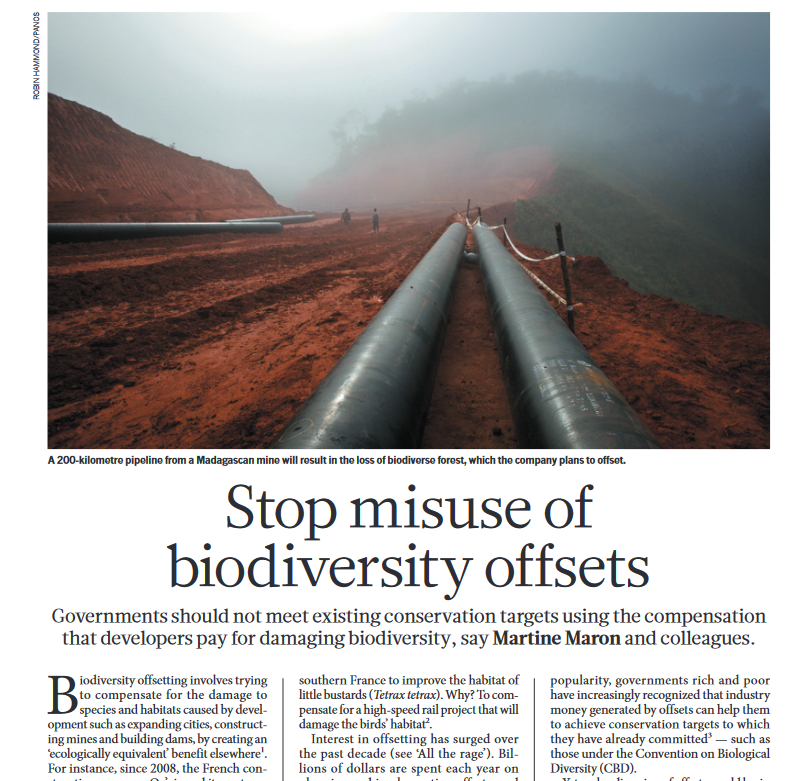 ROBIN HAMMOND/PANOS
A 200-kilometre pipeline from a Madagascan mine will result in the loss of biodiverse forest, which the company plans to offset.
Stop misuse of
biodiversity offsets
Governments should not meet existing conservation targets using the compensation
that developers pay for damaging biodiversity, say Martine Maron and colleagues.
Biodiversity offsetting involves trying
to compensate for the damage to
species and habitats caused by devel-
opment such as expanding cities, construct-
ing mines and building dams, by creating an
‘ecologically equivalent’ benefit elsewhere¹.
For instance, since 2008, the French con-
southern France to improve the habitat of
little bustards (Tetrax tetrax). Why? To com-
pensate for a high-speed rail project that will
damage the birds’ habitat².
Interest in offsetting has surged over
the past decade (see ‘All the rage’). Bil-
lions of dollars are spent each year on
popularity, governments rich and poor
have increasingly recognized that industry
money generated by offsets can help them
to achieve conservation targets to which
they have already committed³ — such as
those under the Convention on Biological
Diversity (CBD).